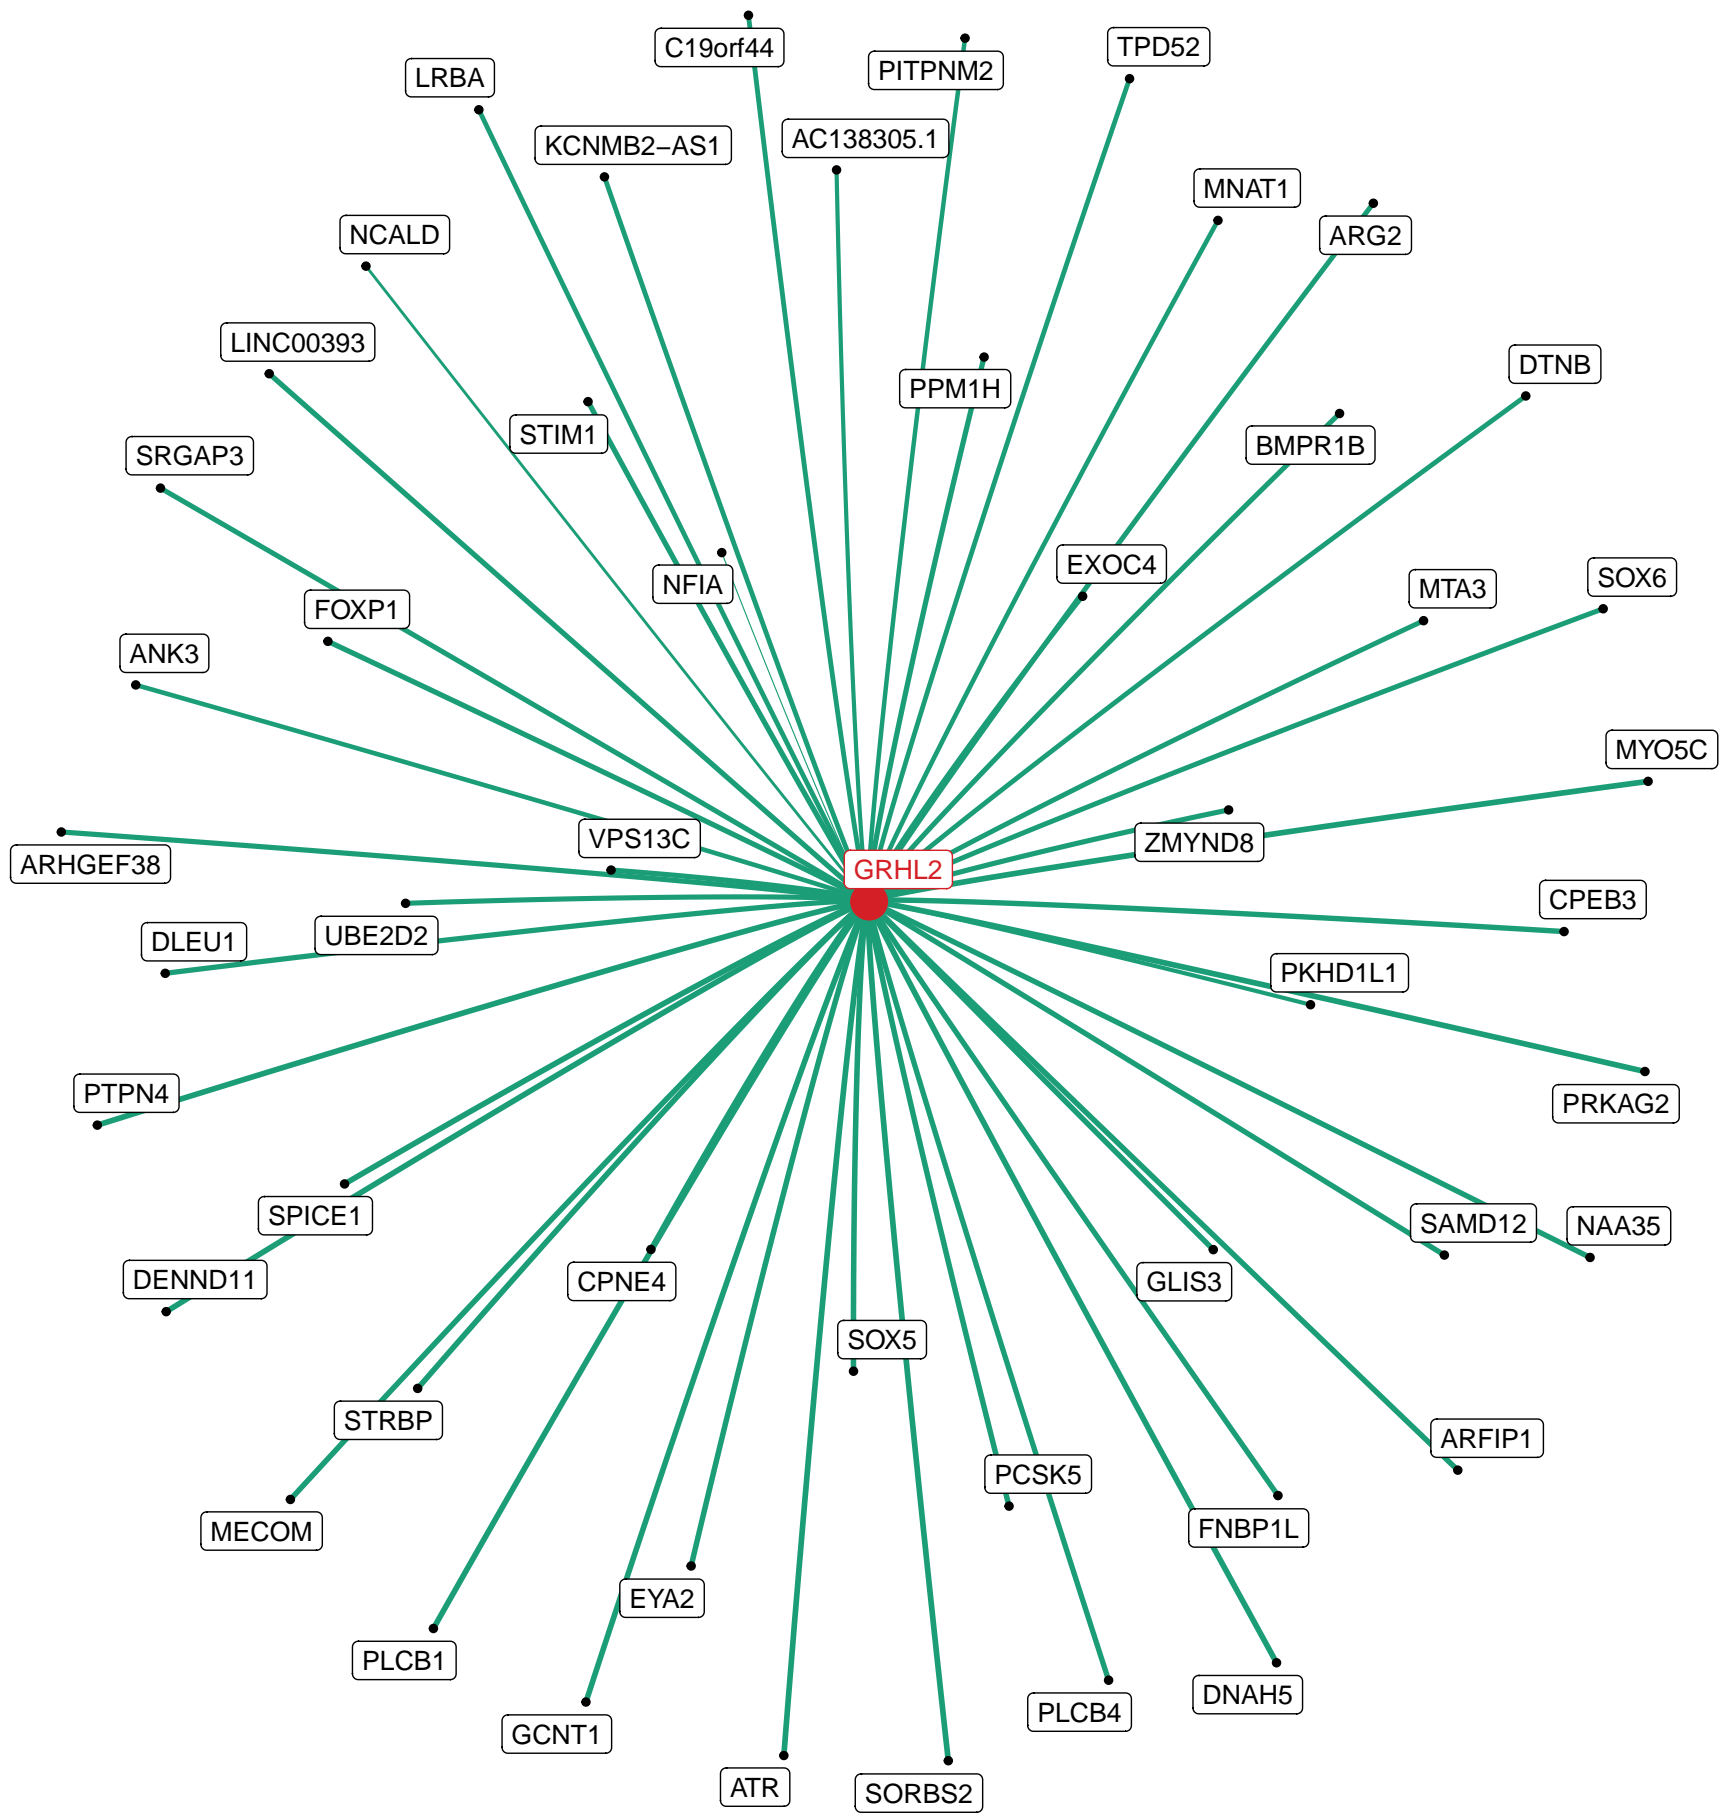 C19orf44
TPD52
PITPNM2
LRBA
AC138305.1
KCNMB2−AS1
MNAT1
NCALD
ARG2
LINC00393
DTNB
PPM1H
STIM1
BMPR1B
SRGAP3
EXOC4
SOX6
NFIA
MTA3
FOXP1
ANK3
MYO5C
VPS13C
ZMYND8
ARHGEF38
GRHL2
CPEB3
UBE2D2
DLEU1
PKHD1L1
PTPN4
PRKAG2
SPICE1
SAMD12
NAA35
DENND11
CPNE4
GLIS3
SOX5
STRBP
ARFIP1
PCSK5
MECOM
FNBP1L
EYA2
PLCB1
DNAH5
PLCB4
GCNT1
ATR
SORBS2